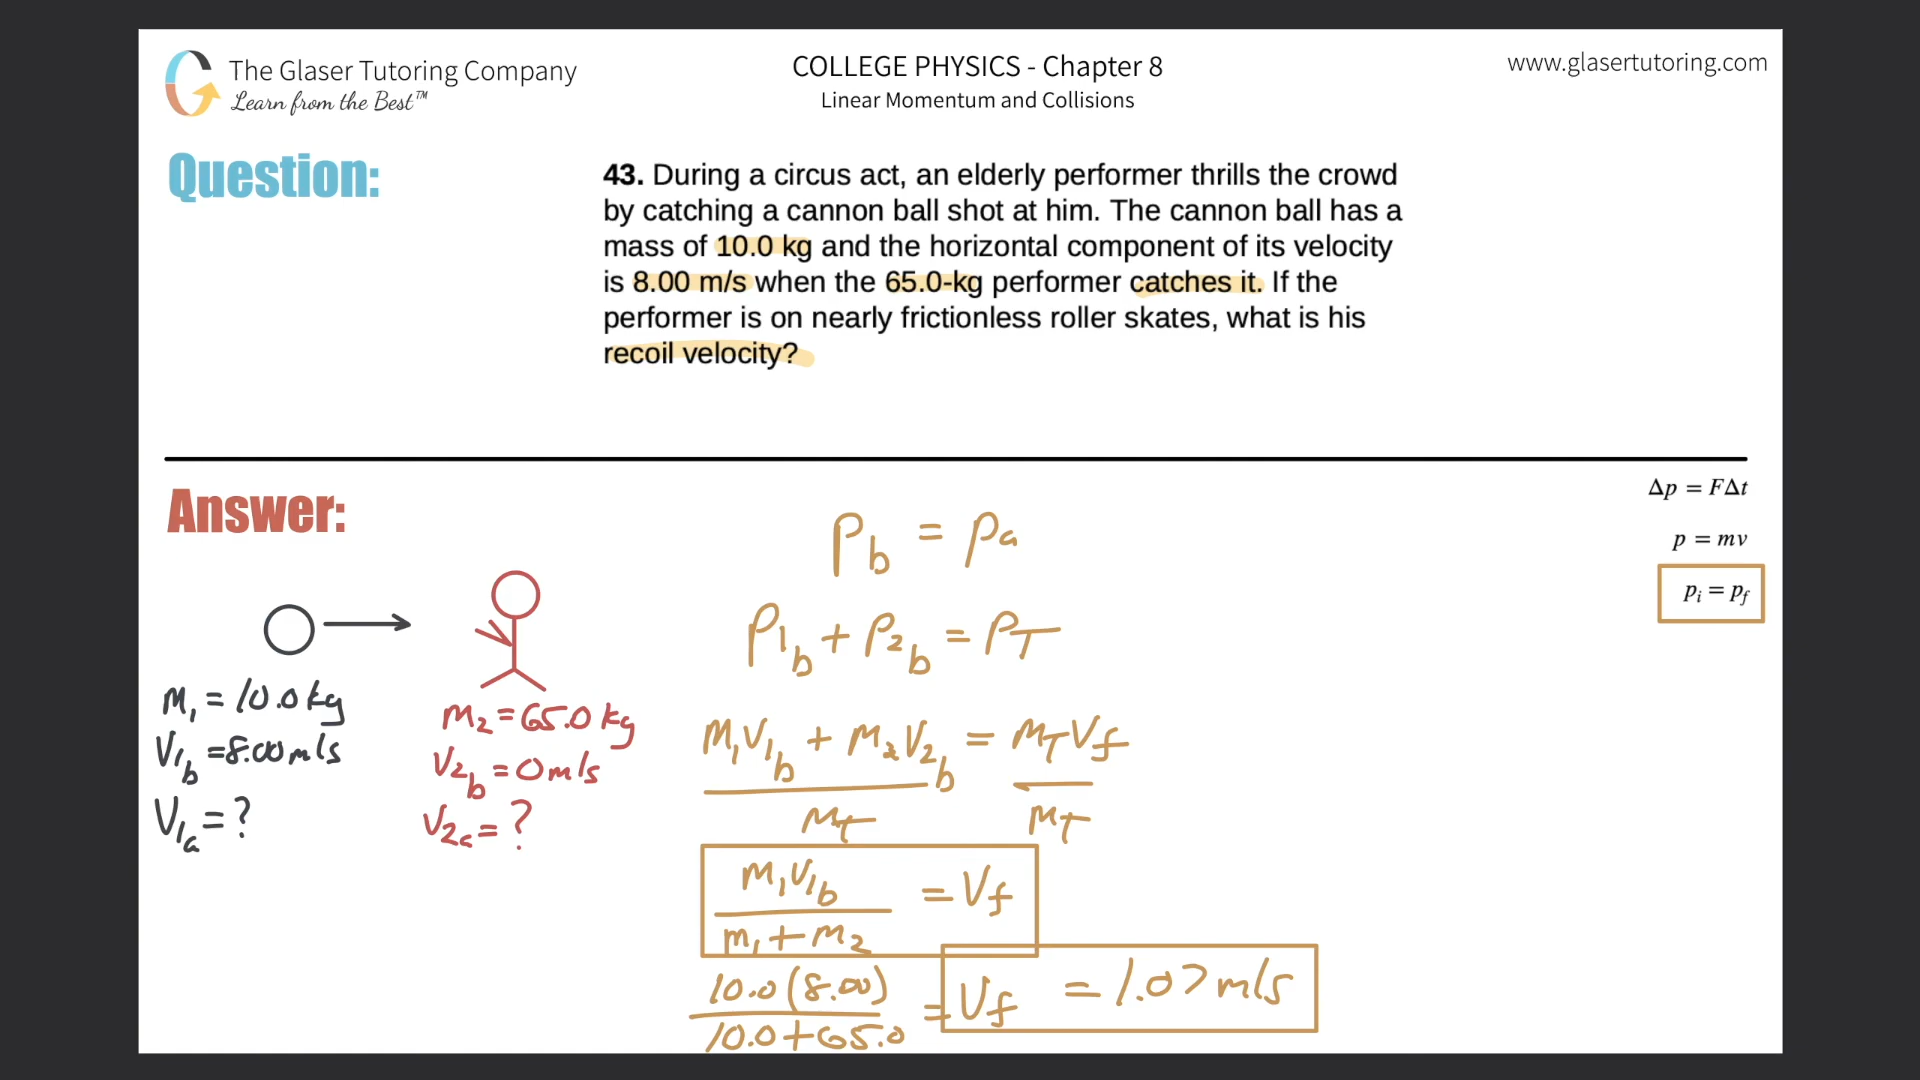 The Glaser Tutoring Company
Learn from the Best™
COLLEGE PHYSICS - Chapter 8
Linear Momentum and Collisions
www.glasertutoring.com
Question:
43. During a circus act, an elderly performer thrills the crowd
by catching a cannon ball shot at him. The cannon ball has a
mass of 10.0 kg and the horizontal component of its velocity
is 8.00 m/s when the 65.0-kg performer catches it. If the
performer is on nearly frictionless roller skates, what is his
recoil velocity?
Answer:
Δp = FΔt
p = mv
pᵢ = p_f
m₁ = 10.0 kg
V₁b = 8.00 m/s
V₁a = ?
m₂ = 65.0 kg
V₂b = 0 m/s
V₂a = ?
Pb = Pa
P₁b + P₂b = PT
m₁V₁b + m₂V₂b = mTVf
mT mT
m₁V₁b = Vf
m₁ + m₂
10.0(8.00) = Vf = 1.07 m/s
10.0 + 65.0